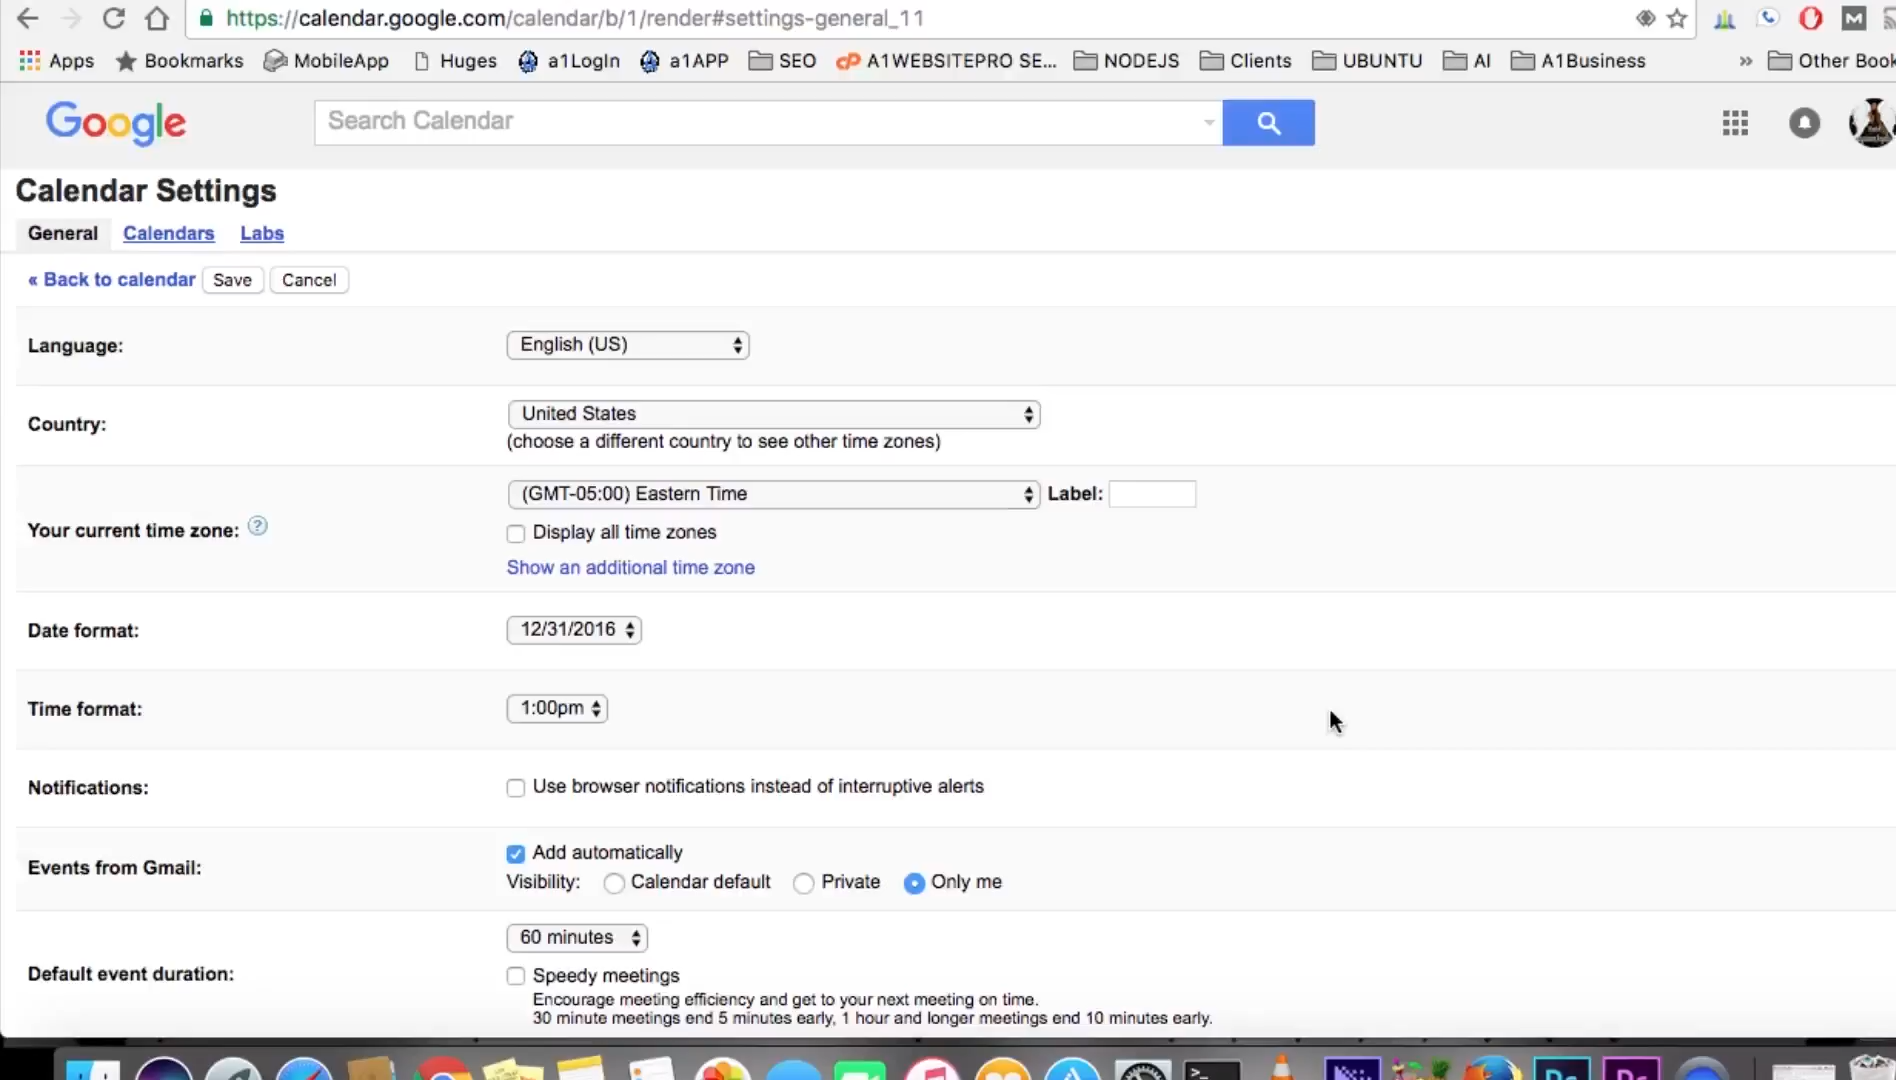 https://calendar.google.com/calendar/b/1/render#settings-general_11
Apps Bookmarks MobileApp Huges a1LogIn a1APP SEO A1WEBSITEPRO SE... NODEJS Clients UBUNTU AI A1Business » Other Book
Google Search Calendar
Calendar Settings
General Calendars Labs
« Back to calendar Save Cancel
Language: English (US)
Country: United States
(choose a different country to see other time zones)
(GMT-05:00) Eastern Time Label:
Your current time zone: ?
Display all time zones
Show an additional time zone
Date format: 12/31/2016
Time format: 1:00pm
Notifications: Use browser notifications instead of interruptive alerts
Events from Gmail: Add automatically
Visibility: Calendar default Private Only me
60 minutes
Default event duration: Speedy meetings
Encourage meeting efficiency and get to your next meeting on time.
30 minute meetings end 5 minutes early, 1 hour and longer meetings end 10 minutes early.